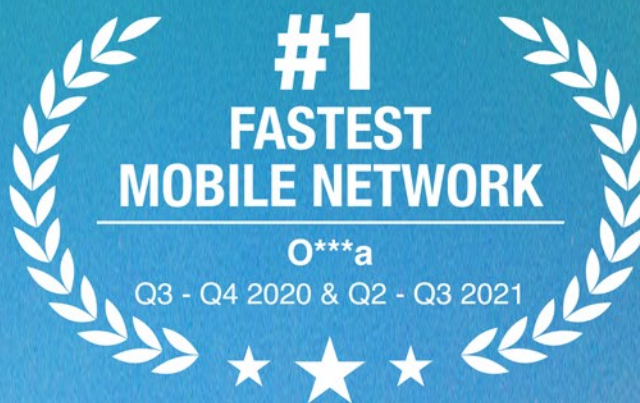 #1
FASTEST
MOBILE NETWORK
O***a
Q3 - Q4 2020 & Q2 - Q3 2021